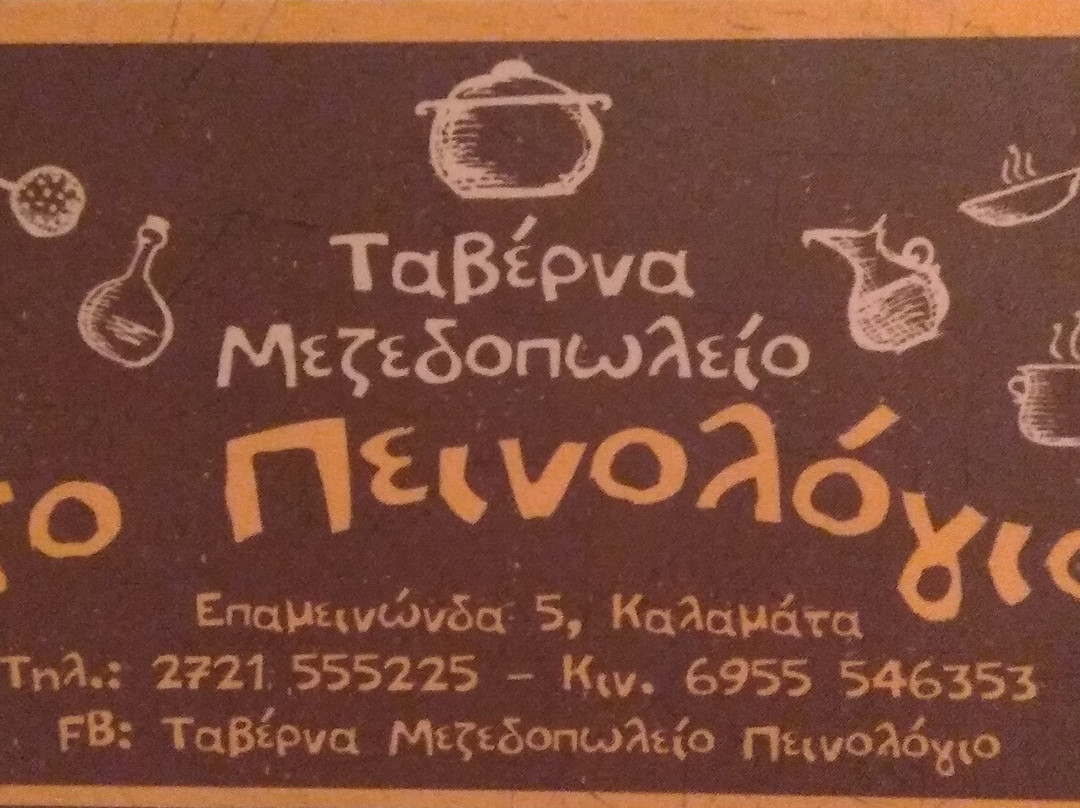 Ταβέρνα
Μεζεδοπωλείο
το Πεινολόγιο
Επαμεινώνδα 5, Καλαμάτα
Τηλ.: 2721 555225 - Κιν. 6955 546353
FB: Ταβέρνα Μεζεδοπωλείο Πεινολόγιο